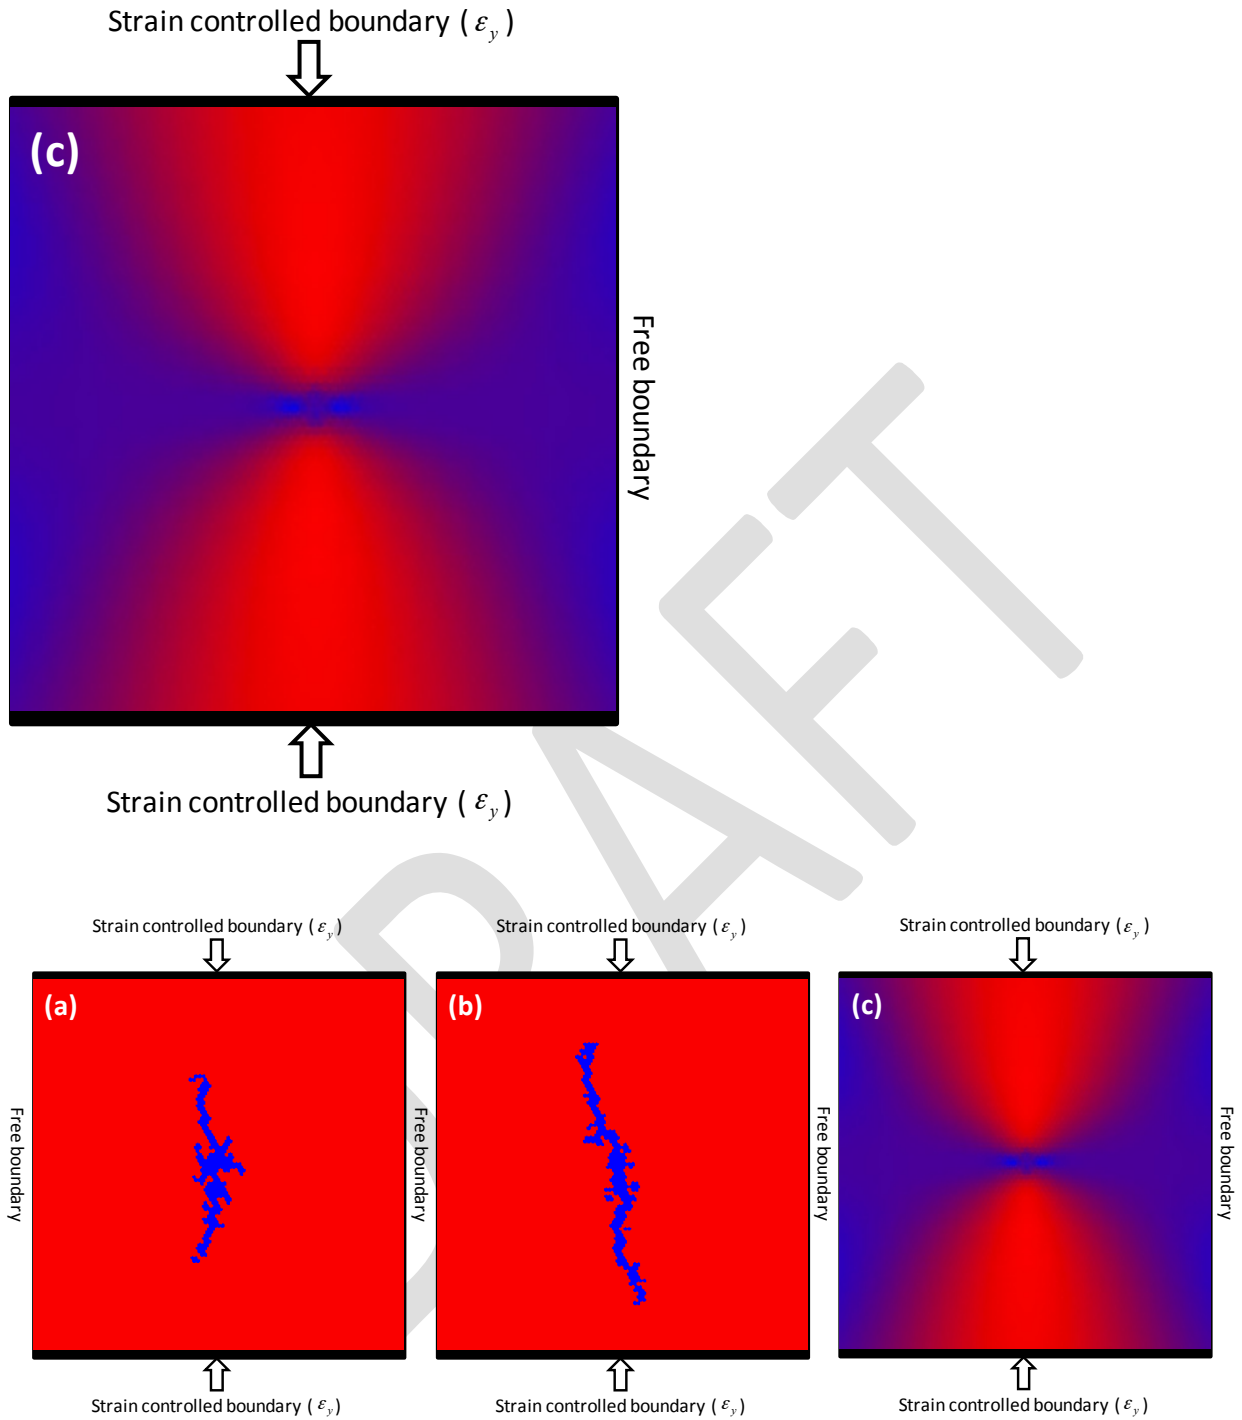 Strain controlled boundary ( εy )
(c)
Free boundary
Strain controlled boundary ( εy )
DRAFT
Strain controlled boundary ( εy )
Strain controlled boundary ( εy )
Strain controlled boundary ( εy )
(a)
(b)
(c)
Free boundary
Free boundary
Free boundary
Free boundary
Strain controlled boundary ( εy )
Strain controlled boundary ( εy )
Strain controlled boundary ( εy )